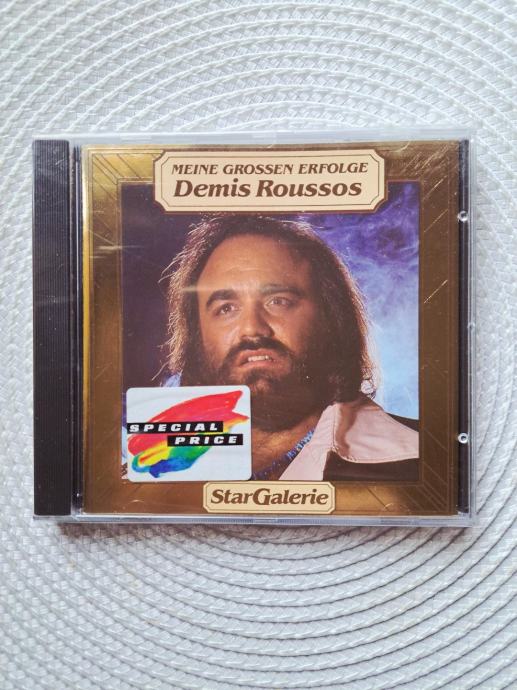 MEINE GROSSEN ERFOLGE
Demis Roussos
SPECIAL
PRICE
StarGalerie